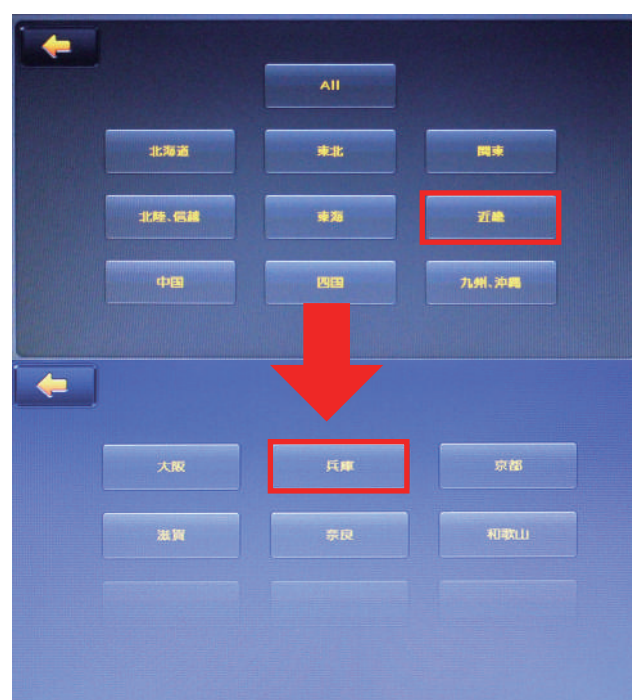 All
北海道 東北 関東
北陸、信越 東海 近畿
中国 四国 九州、沖縄
大阪 兵庫 京都
滋賀 奈良 和歌山